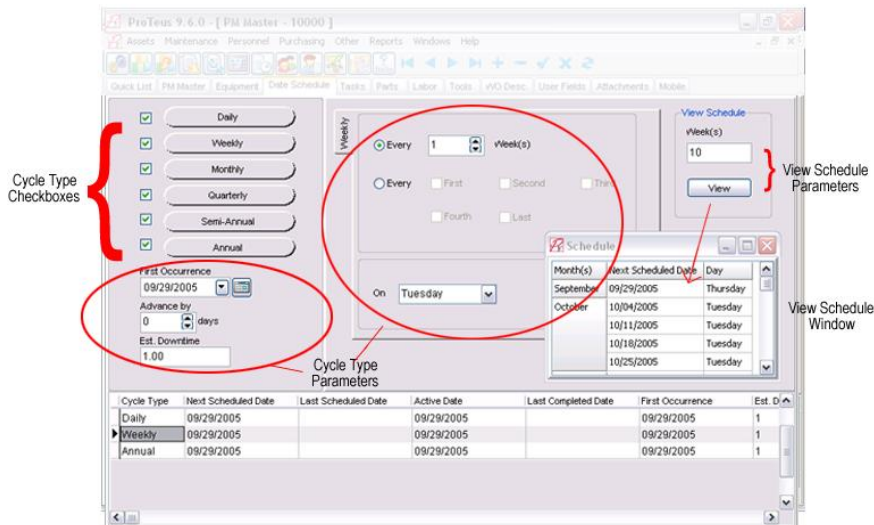 ProTeus 9.6.0 - [ PM Master - 10000 ]
Assets Maintenance Personnel Purchasing Other Reports Windows Help
Quick List PM Master Equipment Date Schedule Tasks Parts Labor Tools WO Desc. User Fields Attachments Mobile
Cycle Type
Checkboxes
Daily
Weekly
Monthly
Quarterly
Semi-Annual
Annual
First Occurrence
09/29/2005
Advance by
0 days
Est. Downtime
1.00
Weekly
Every 1 Week(s)
Every First Second Third
Fourth Last
On Tuesday
Cycle Type
Parameters
View Schedule
Week(s)
10
View
View Schedule
Parameters
Schedule
Month(s) Next Scheduled Date Day
September 09/29/2005 Thursday
October 10/04/2005 Tuesday
10/11/2005 Tuesday
10/18/2005 Tuesday
10/25/2005 Tuesday
View Schedule
Window
Cycle Type Next Scheduled Date Last Scheduled Date Active Date Last Completed Date First Occurrence Est. D
Daily 09/29/2005 09/29/2005 09/29/2005 1
Weekly 09/29/2005 09/29/2005 09/29/2005 1
Annual 09/29/2005 09/29/2005 09/29/2005 1